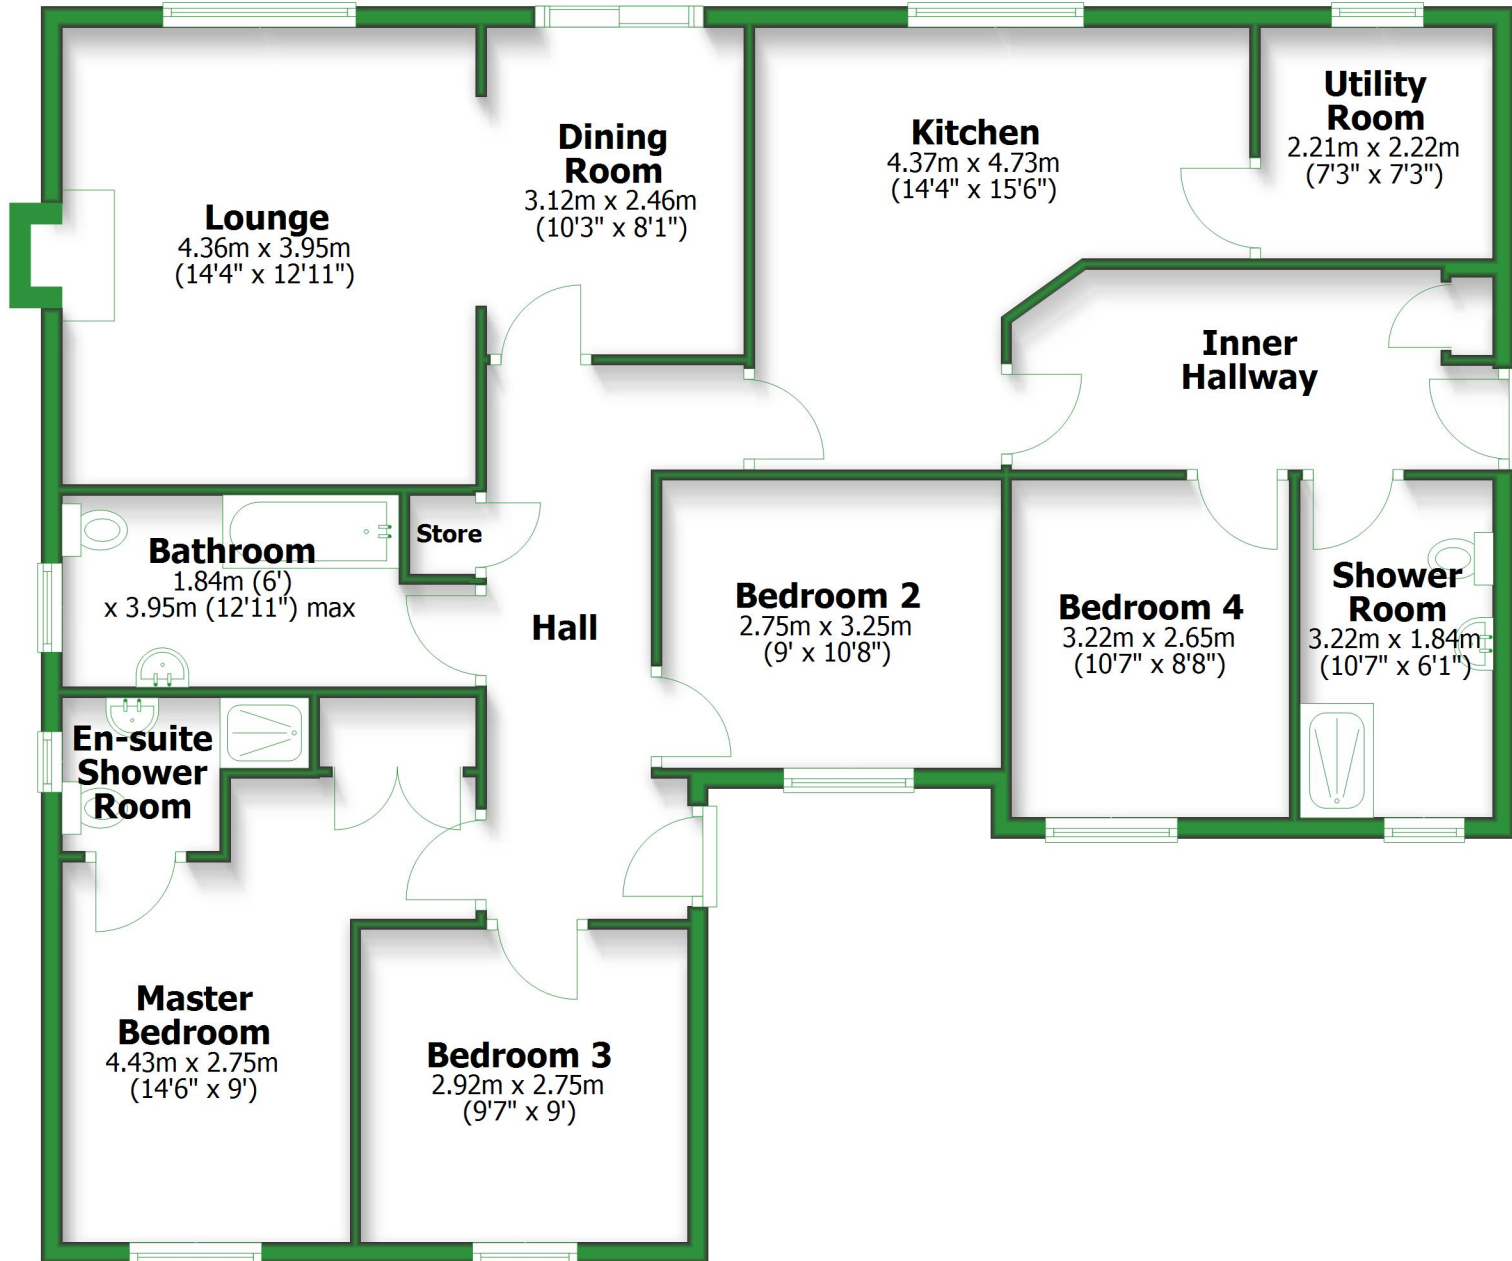 Lounge
4.36m x 3.95m
(14'4" x 12'11")
Dining
Room
3.12m x 2.46m
(10'3" x 8'1")
Kitchen
4.37m x 4.73m
(14'4" x 15'6")
Utility
Room
2.21m x 2.22m
(7'3" x 7'3")
Inner
Hallway
Store
Bathroom
1.84m (6')
x 3.95m (12'11") max
Hall
Bedroom 2
2.75m x 3.25m
(9' x 10'8")
Bedroom 4
3.22m x 2.65m
(10'7" x 8'8")
Shower
Room
3.22m x 1.84m
(10'7" x 6'1")
En-suite
Shower
Room
Master
Bedroom
4.43m x 2.75m
(14'6" x 9')
Bedroom 3
2.92m x 2.75m
(9'7" x 9')